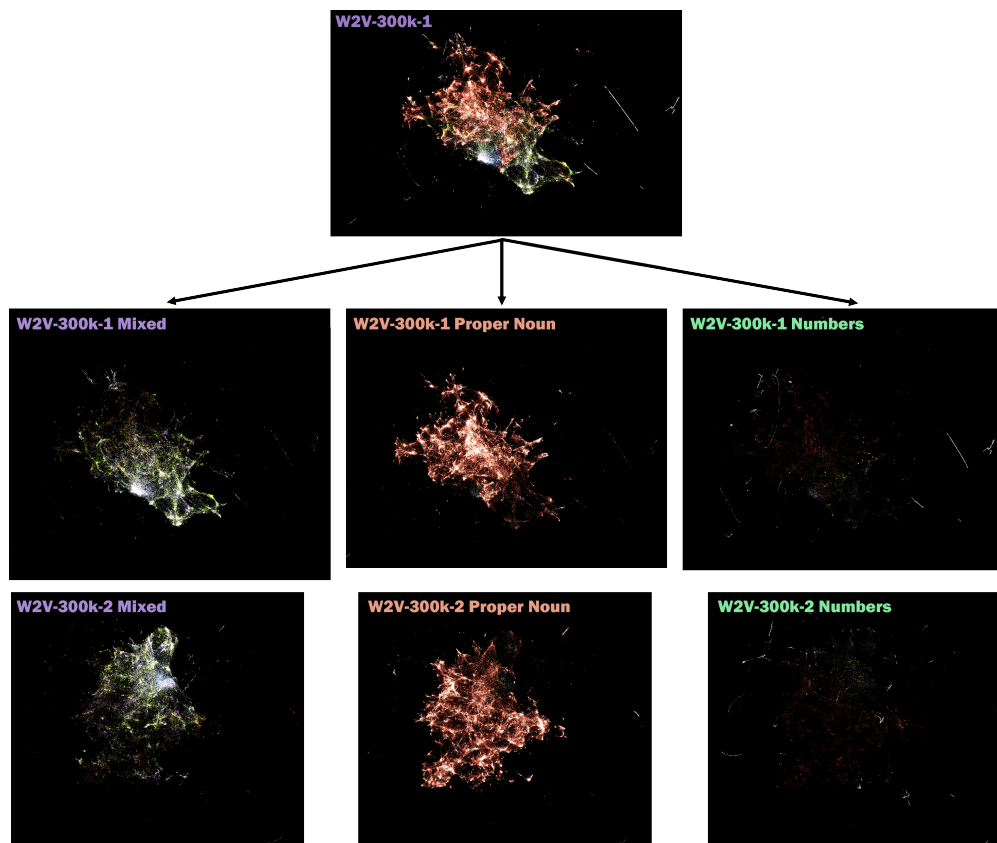 W2V-300k-1
W2V-300k-1 Mixed
W2V-300k-1 Proper Noun
W2V-300k-1 Numbers
W2V-300k-2 Mixed
W2V-300k-2 Proper Noun
W2V-300k-2 Numbers